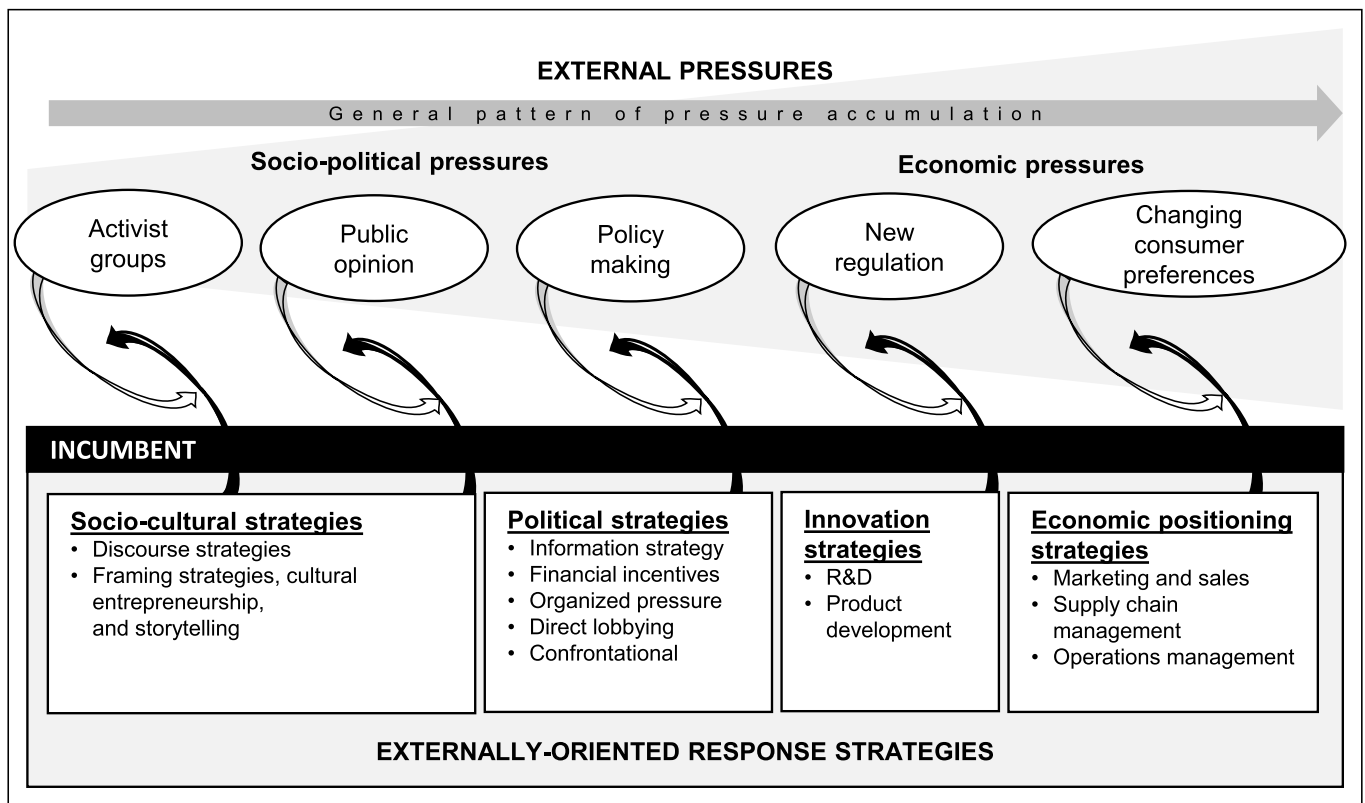 EXTERNAL PRESSURES
General pattern of pressure accumulation
Socio-political pressures
Economic pressures
Activist
groups
Public
opinion
Policy
making
New
regulation
Changing
consumer
preferences
INCUMBENT
Socio-cultural strategies
• Discourse strategies
• Framing strategies, cultural
entrepreneurship,
and storytelling
Political strategies
• Information strategy
• Financial incentives
• Organized pressure
• Direct lobbying
• Confrontational
Innovation
strategies
• R&D
• Product
development
Economic positioning
strategies
• Marketing and sales
• Supply chain
management
• Operations management
EXTERNALLY-ORIENTED RESPONSE STRATEGIES